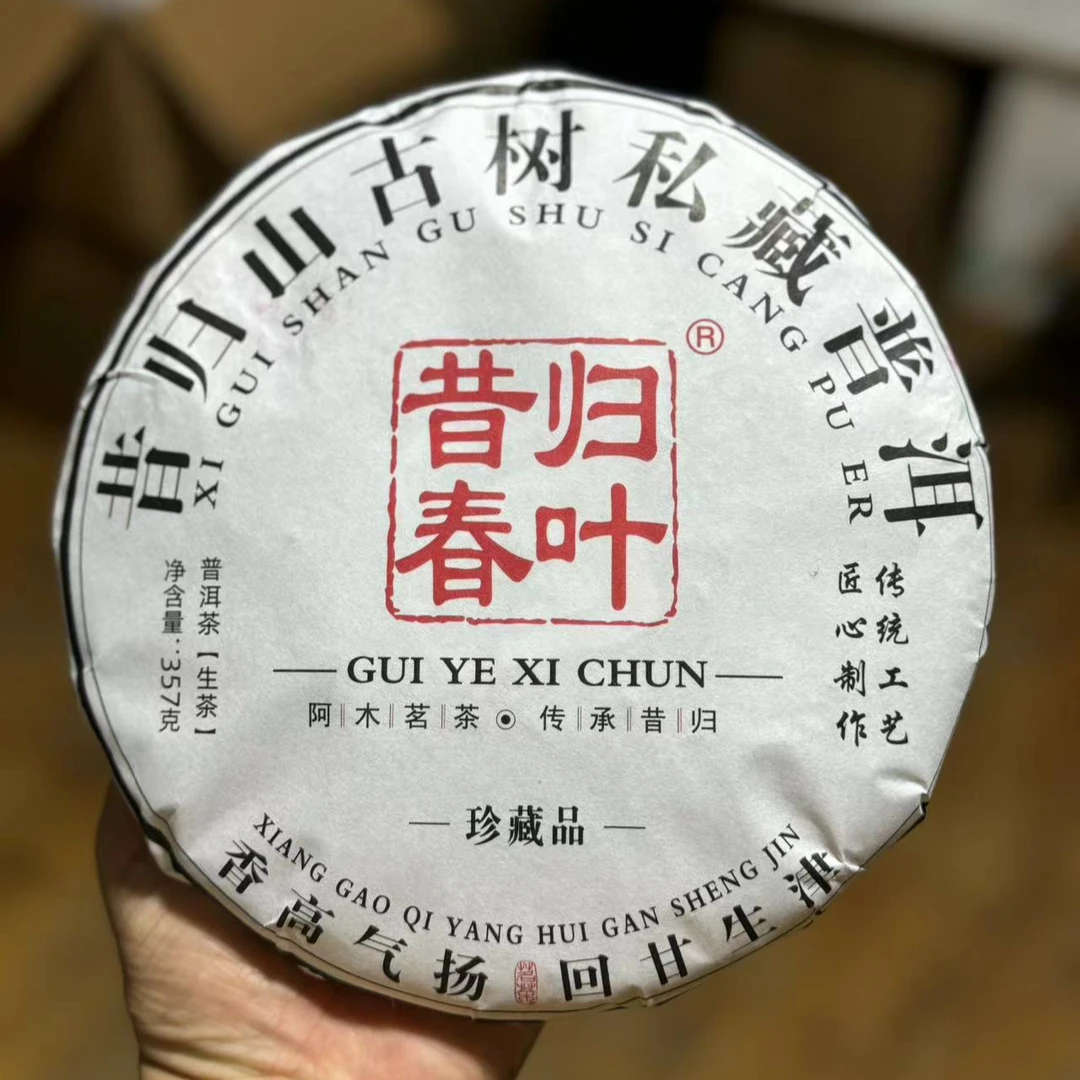 昔归山古树私藏普洱
XI GUI SHAN GU SHU SI CANG PU ER
昔归
春叶
®
普洱茶【生茶】
净含量:357克
传统工艺
匠心制作
GUI YE XI CHUN
阿木茗茶⊙传承昔归
珍藏品
XIANG GAO QI YANG HUI GAN SHENG JIN
香高气扬 回甘生津